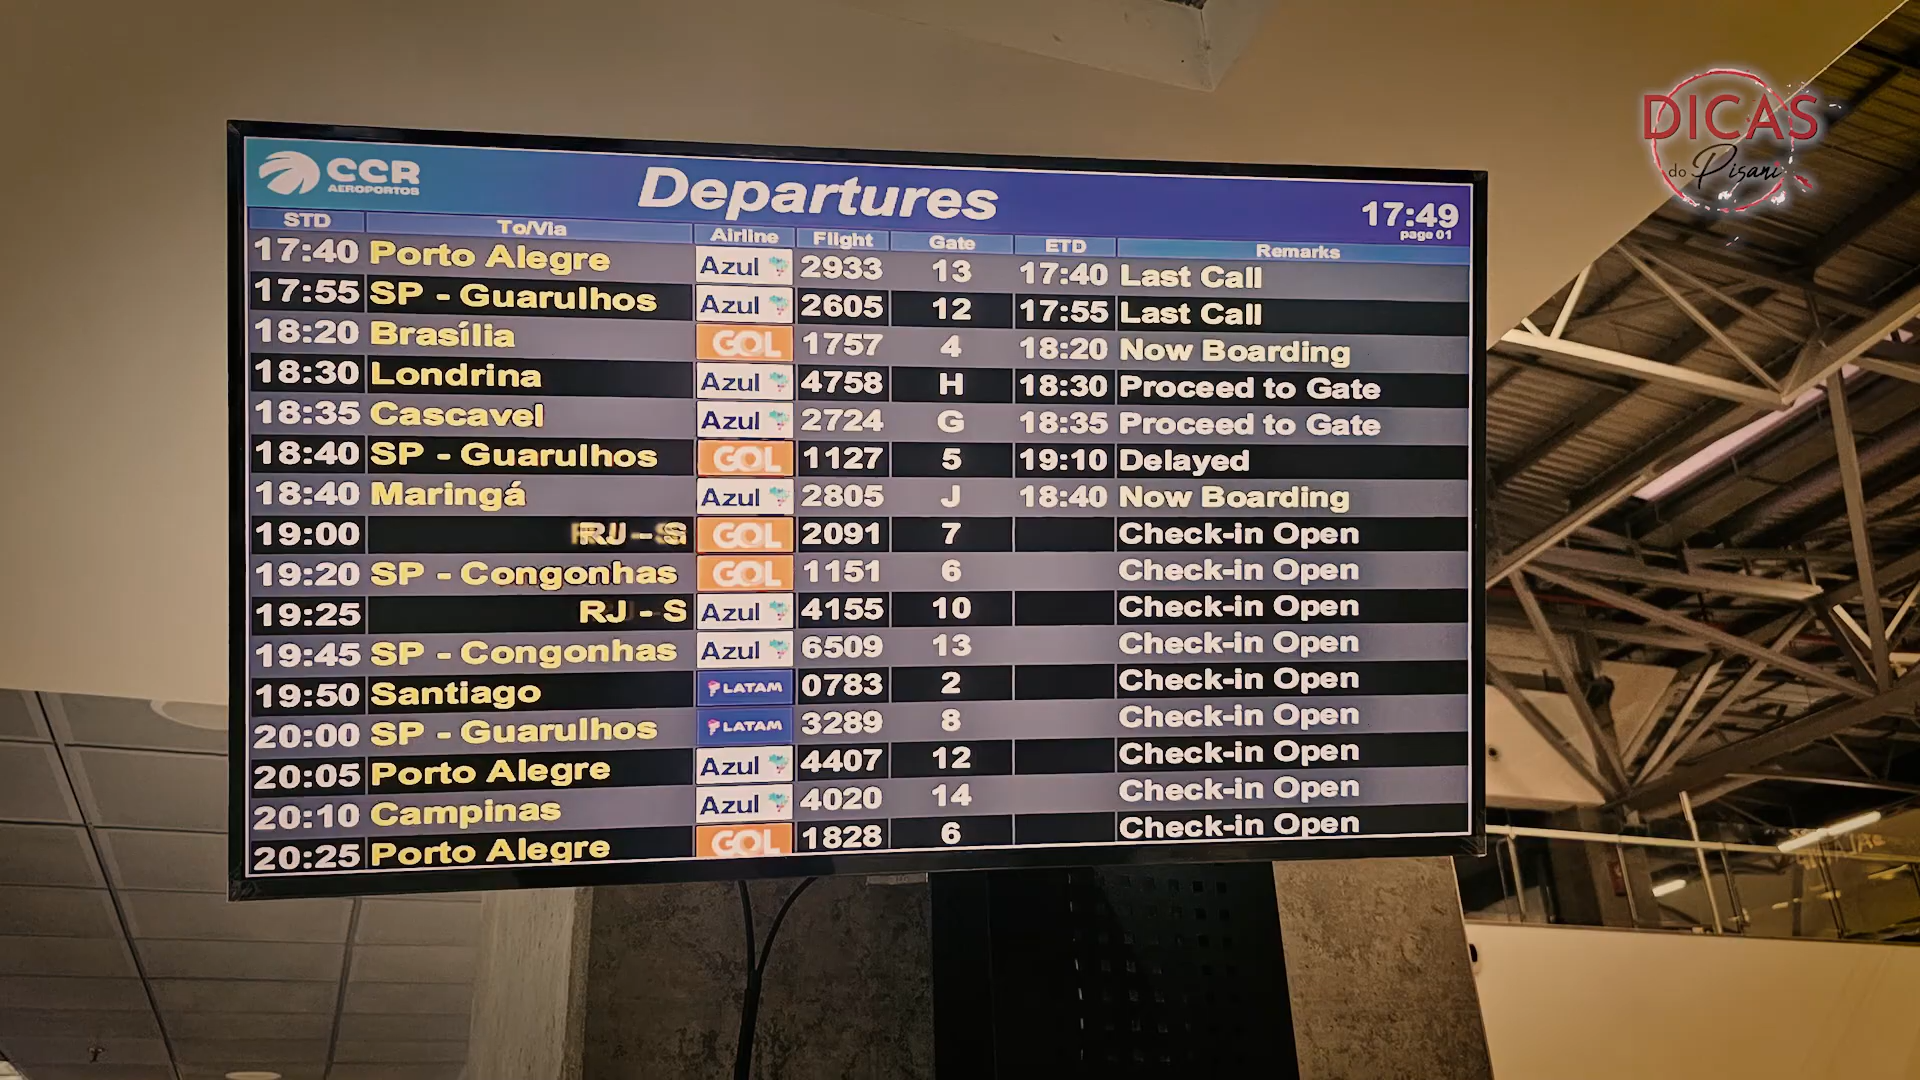 DICAS
do Pisani
CCR
AEROPORTOS
Departures
17:49
page 01
STD To/Via Airline Flight Gate ETD Remarks
17:40 Porto Alegre Azul 2933 13 17:40 Last Call
17:55 SP - Guarulhos Azul 2605 12 17:55 Last Call
18:20 Brasília GOL 1757 4 18:20 Now Boarding
18:30 Londrina Azul 4758 H 18:30 Proceed to Gate
18:35 Cascavel Azul 2724 G 18:35 Proceed to Gate
18:40 SP - Guarulhos GOL 1127 5 19:10 Delayed
18:40 Maringá Azul 2805 J 18:40 Now Boarding
19:00 RJ - S GOL 2091 7 Check-in Open
19:20 SP - Congonhas GOL 1151 6 Check-in Open
19:25 RJ - S Azul 4155 10 Check-in Open
19:45 SP - Congonhas Azul 6509 13 Check-in Open
19:50 Santiago LATAM 0783 2 Check-in Open
20:00 SP - Guarulhos LATAM 3289 8 Check-in Open
20:05 Porto Alegre Azul 4407 12 Check-in Open
20:10 Campinas Azul 4020 14 Check-in Open
20:25 Porto Alegre GOL 1828 6 Check-in Open